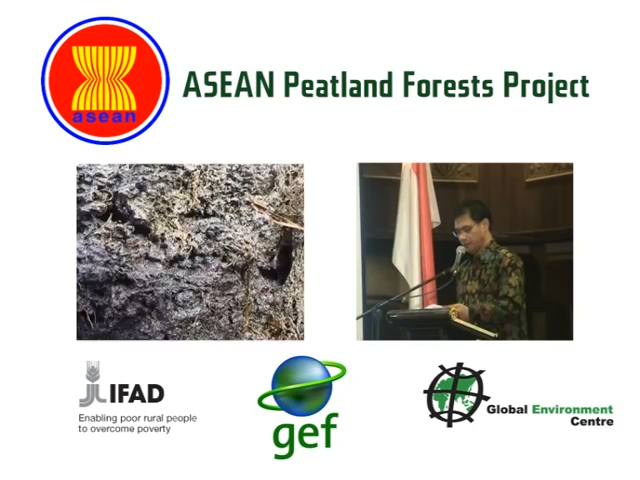 asean
ASEAN Peatland Forests Project
IFAD
Enabling poor rural people
to overcome poverty
gef
Global Environment
Centre